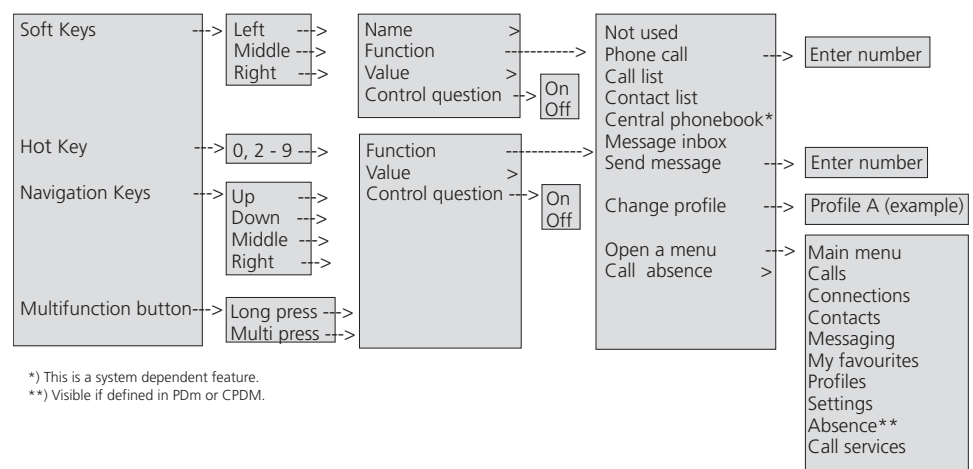 Soft Keys --->
Left --->
Middle --->
Right --->
Name >
Function ----------->
Value >
Control question -->
On
Off
Not used
Phone call --->
Enter number
Call list
Contact list
Central phonebook*
Message inbox
Send message --->
Enter number
Change profile --->
Profile A (example)
Open a menu --->
Call absence >
Main menu
Calls
Connections
Contacts
Messaging
My favourites
Profiles
Settings
Absence**
Call services
Hot Key --->
0, 2 - 9 --->
Function ----------->
Value >
Control question --->
On
Off
Navigation Keys --->
Up --->
Down --->
Middle --->
Right --->
Multifunction button--->
Long press --->
Multi press --->
*) This is a system dependent feature.
**) Visible if defined in PDm or CPDM.